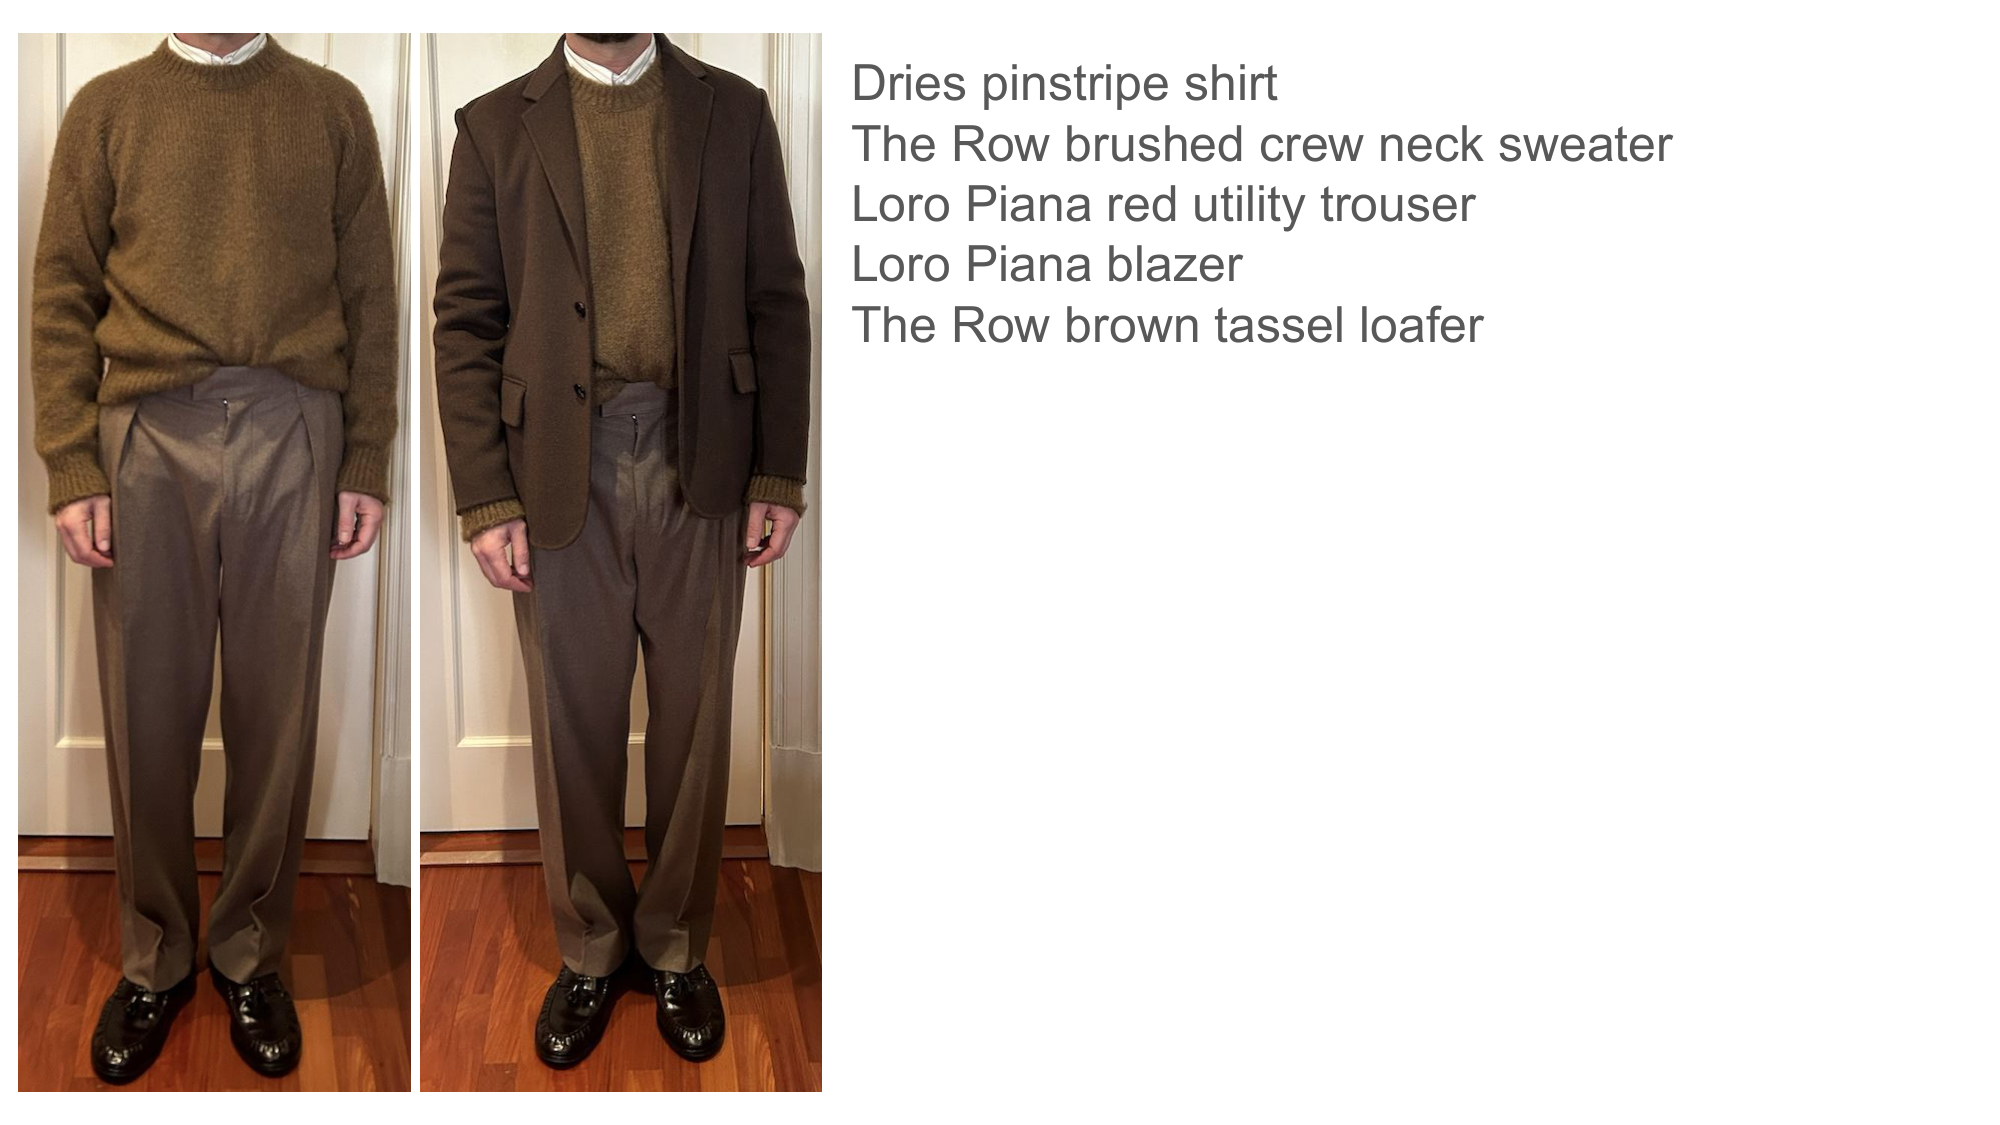 Dries pinstripe shirt
The Row brushed crew neck sweater
Loro Piana red utility trouser
Loro Piana blazer
The Row brown tassel loafer